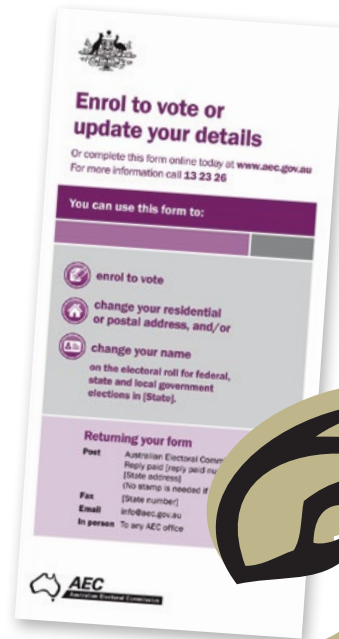 Enrol to vote or
update your details
Or complete this form online today at www.aec.gov.au
For more information call 13 23 26
You can use this form to:
enrol to vote
change your residential
or postal address, and/or
change your name
on the electoral roll for federal,
state and local government
elections in [State].
Returning your form
Post Australian Electoral
Reply paid [reply paid
[State address]
(No stamp is needed if
Fax [State number]
Email info@aec.gov.au
In person To any AEC office
AEC
Australian Electoral Commission